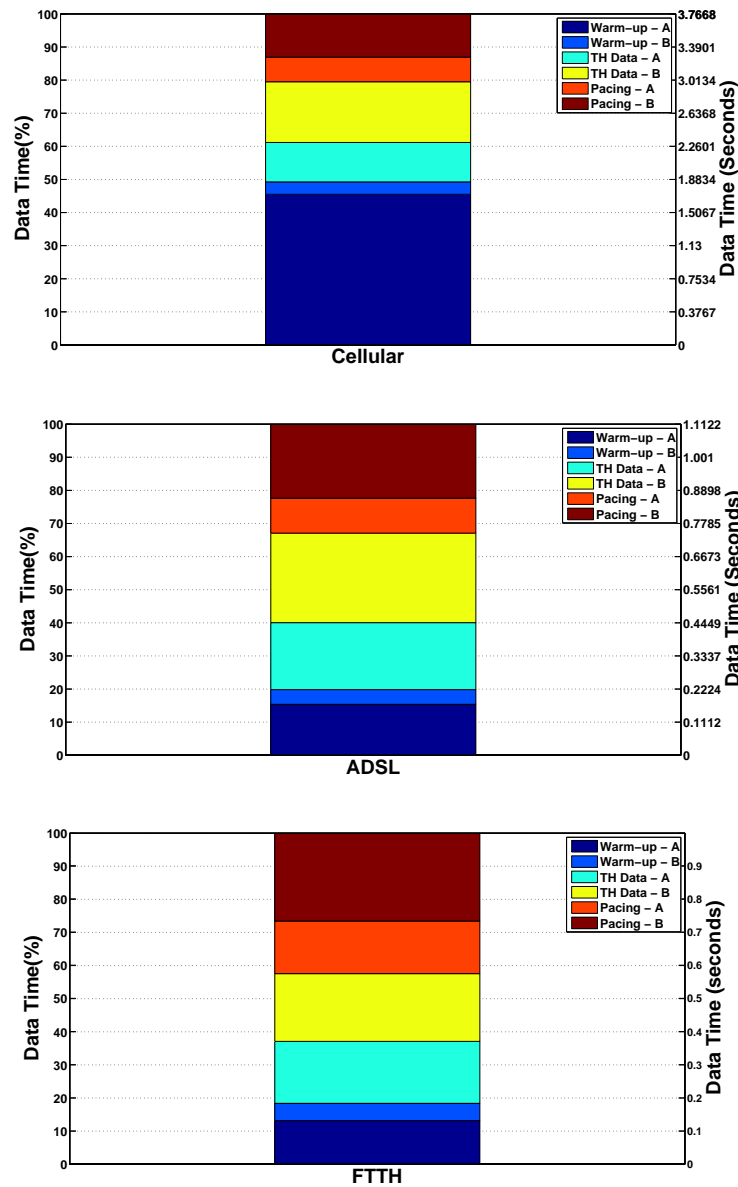 100
90
80
70
60
50
40
30
20
10
0
Data Time(%)
Warm-up - A
Warm-up - B
TH Data - A
TH Data - B
Pacing - A
Pacing - B
3.7668
3.3901
3.0134
2.6368
2.2601
1.8834
1.5067
1.13
0.7534
0.3767
0
Data Time (Seconds)
Cellular
100
90
80
70
60
50
40
30
20
10
0
Data Time(%)
Warm-up - A
Warm-up - B
TH Data - A
TH Data - B
Pacing - A
Pacing - B
1.1122
1.001
0.8898
0.7785
0.6673
0.5561
0.4449
0.3337
0.2224
0.1112
0
Data Time (Seconds)
ADSL
100
90
80
70
60
50
40
30
20
10
0
Data Time(%)
Warm-up - A
Warm-up - B
TH Data - A
TH Data - B
Pacing - A
Pacing - B
0.9
0.8
0.7
0.6
0.5
0.4
0.3
0.2
0.1
0
Data Time (seconds)
FTTH